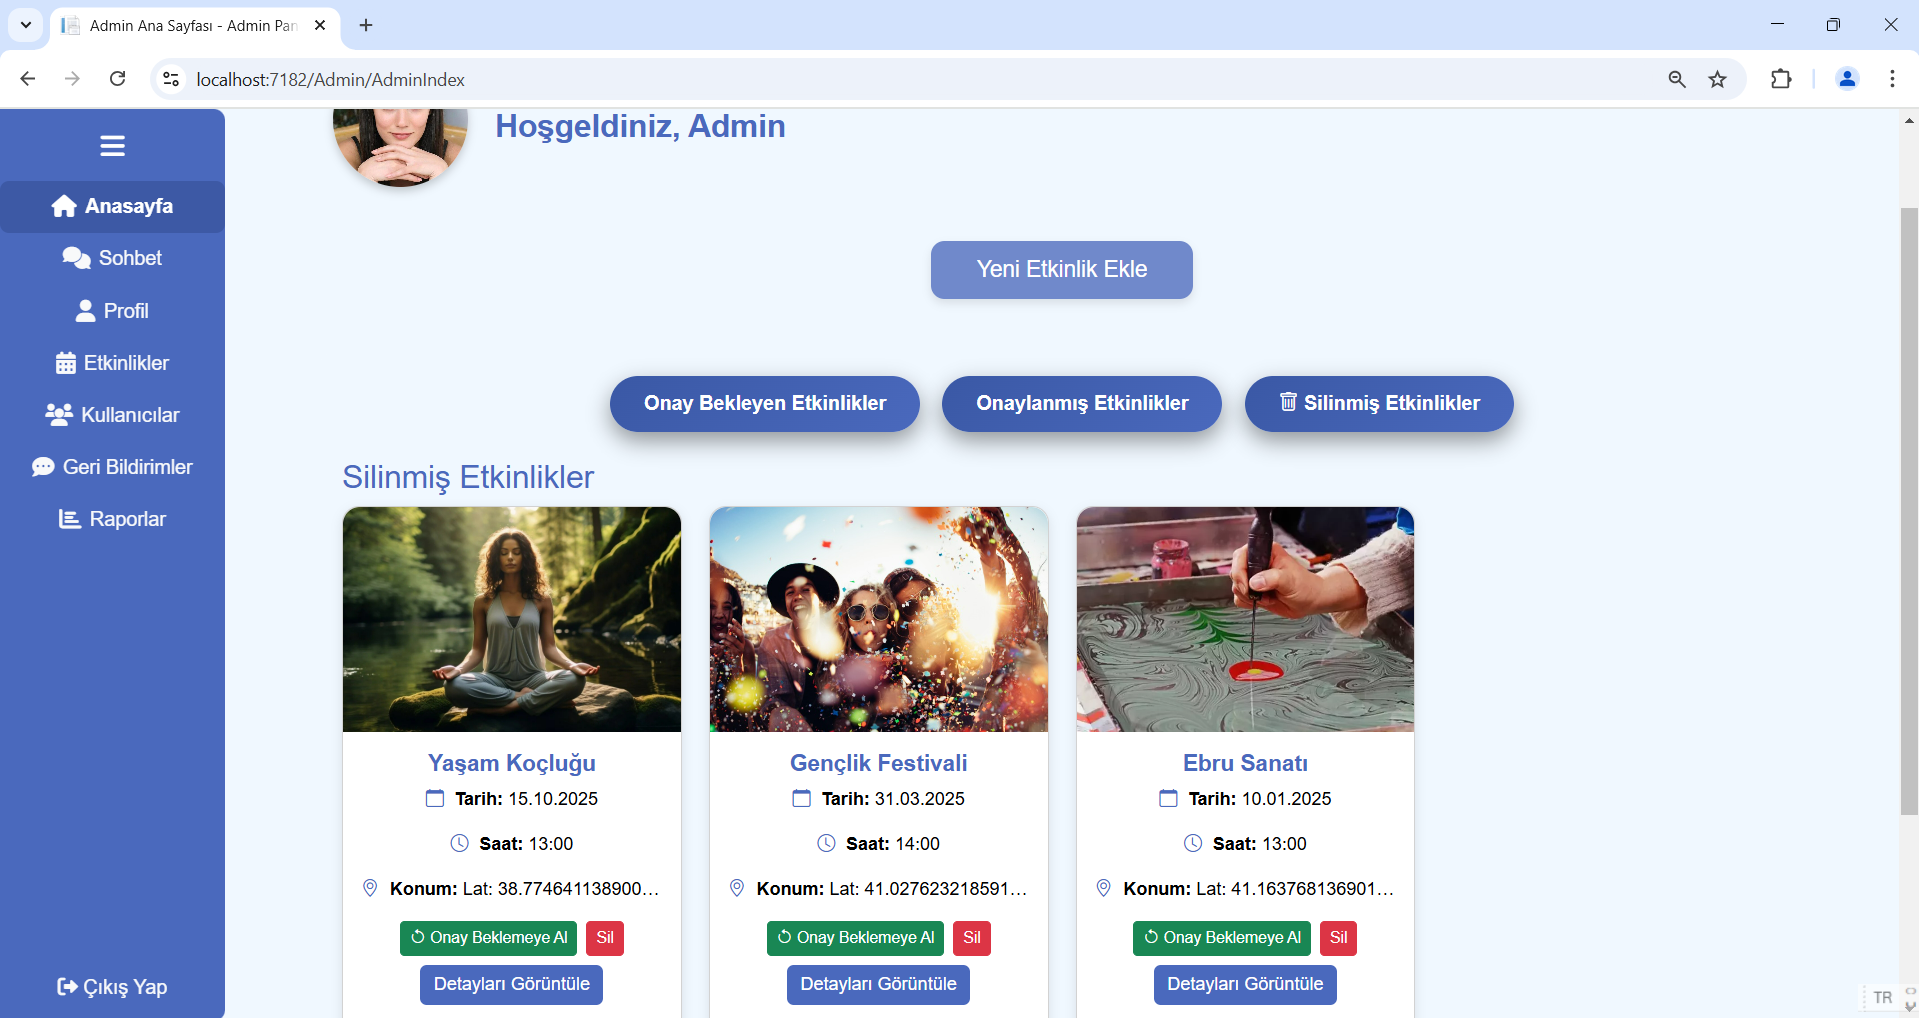 Admin Ana Sayfası - Admin Pan
localhost:7182/Admin/AdminIndex
Hoşgeldiniz, Admin
Anasayfa
Sohbet
Profil
Etkinlikler
Kullanıcılar
Geri Bildirimler
Raporlar
Çıkış Yap
Yeni Etkinlik Ekle
Onay Bekleyen Etkinlikler
Onaylanmış Etkinlikler
Silinmiş Etkinlikler
Silinmiş Etkinlikler
Yaşam Koçluğu
Tarih: 15.10.2025
Saat: 13:00
Konum: Lat: 38.774641138900...
Onay Beklemeye Al
Sil
Detayları Görüntüle
Gençlik Festivali
Tarih: 31.03.2025
Saat: 14:00
Konum: Lat: 41.027623218591...
Onay Beklemeye Al
Sil
Detayları Görüntüle
Ebru Sanatı
Tarih: 10.01.2025
Saat: 13:00
Konum: Lat: 41.163768136901...
Onay Beklemeye Al
Sil
Detayları Görüntüle
TR